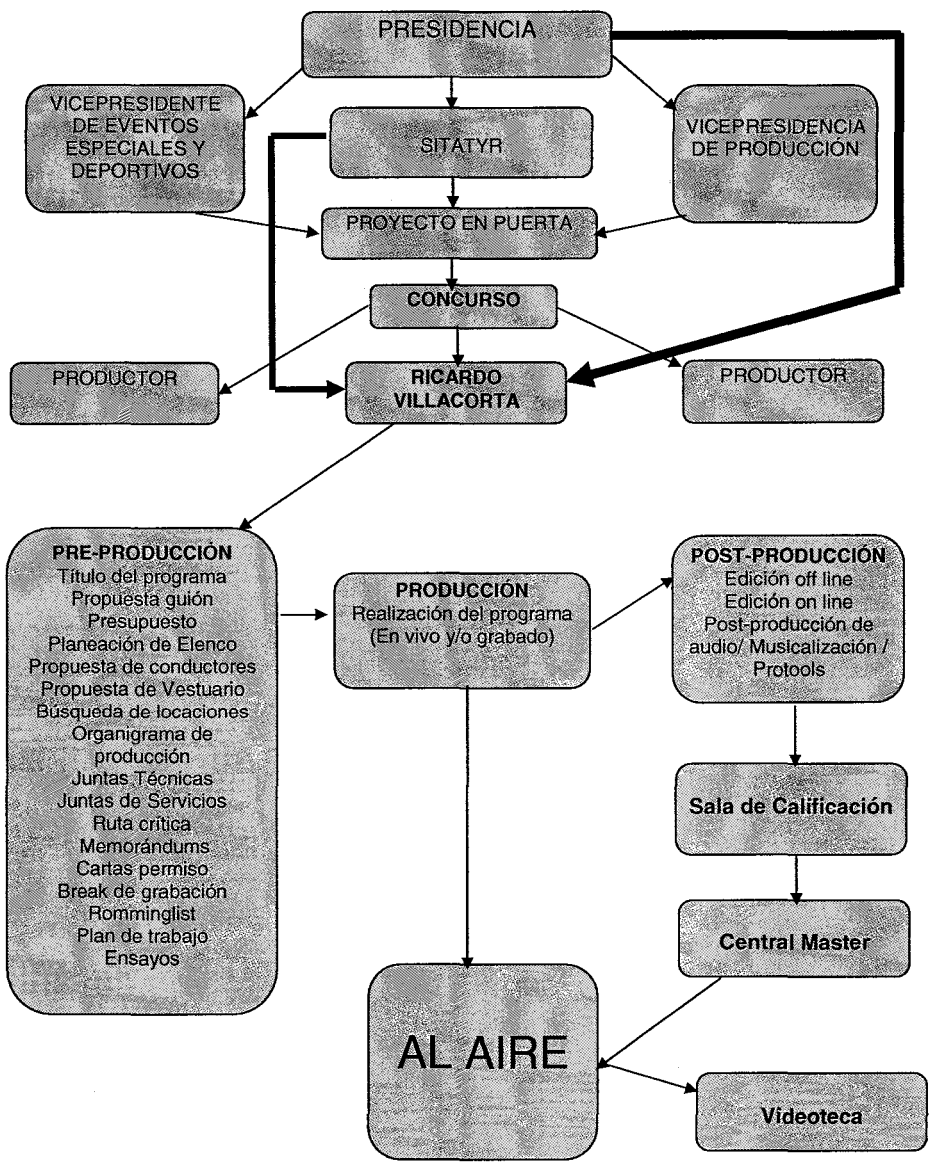 PRESIDENCIA
VICEPRESIDENTE
DE EVENTOS
ESPECIALES Y
DEPORTIVOS
SITATYR
VICEPRESIDENCIA
DE PRODUCCIÓN
PROYECTO EN PUERTA
CONCURSO
PRODUCTOR
RICARDO
VILLACORTA
PRODUCTOR
PRE-PRODUCCIÓN
Título del programa
Propuesta guión
Presupuesto
Planeación de Elenco
Propuesta de conductores
Propuesta de Vestuario
Búsqueda de locaciones
Organigrama de
producción
Juntas Técnicas
Juntas de Servicios
Ruta crítica
Memorándums
Cartas permiso
Break de grabación
Romminglist
Plan de trabajo
Ensayos
PRODUCCIÓN
Realización del programa
(En vivo y/o grabado)
POST-PRODUCCIÓN
Edición off line
Edición on line
Post-producción de
audio/ Musicalización /
Protools
Sala de Calificación
Central Master
AL AIRE
Vídeoteca